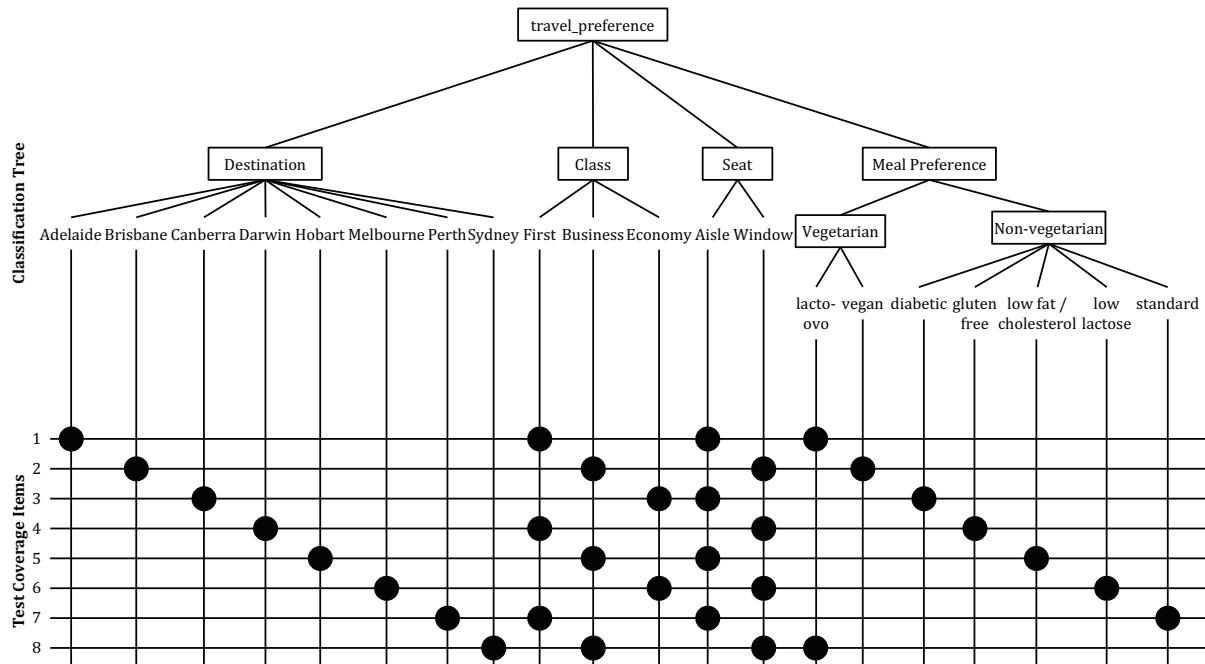 travel_preference
Classification Tree
Destination
Class
Seat
Meal Preference
Adelaide Brisbane Canberra Darwin Hobart Melbourne Perth Sydney First Business Economy Aisle Window
Vegetarian
Non-vegetarian
lacto-
ovo
vegan
diabetic
gluten
free
low fat /
cholesterol
low
lactose
standard
Test Coverage Items
1
2
3
4
5
6
7
8